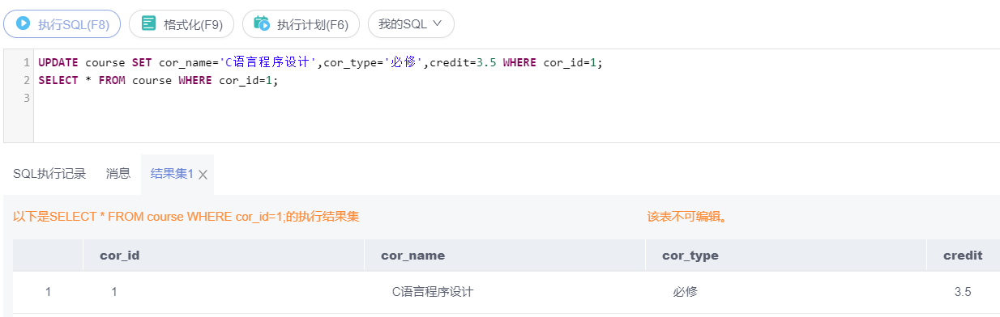 执行SQL(F8) 格式化(F9) 执行计划(F6) 我的SQL
1 UPDATE course SET cor_name='C语言程序设计',cor_type='必修',credit=3.5 WHERE cor_id=1;
2 SELECT * FROM course WHERE cor_id=1;
3
SQL执行记录 消息 结果集1
以下是SELECT * FROM course WHERE cor_id=1;的执行结果集 该表不可编辑。
cor_id cor_name cor_type credit
1 1 C语言程序设计 必修 3.5